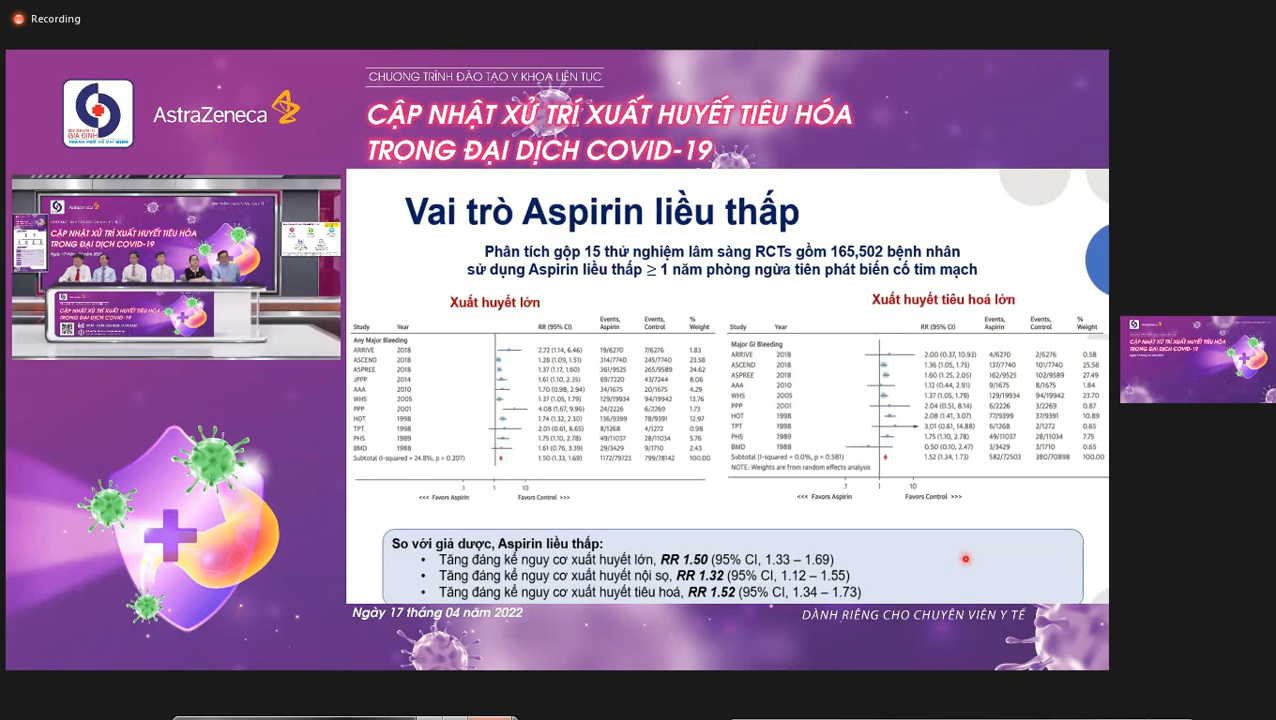 Recording
CHƯƠNG TRÌNH ĐÀO TẠO Y KHOA LIÊN TỤC
CẬP NHẬT XỬ TRÍ XUẤT HUYẾT TIÊU HÓA
TRONG ĐẠI DỊCH COVID-19
GIA ĐỊNH
AstraZeneca
CẬP NHẬT XỬ TRÍ XUẤT HUYẾT TIÊU HÓA
TRONG ĐẠI DỊCH COVID-19
Vai trò Aspirin liều thấp
Phân tích gộp 15 thử nghiệm lâm sàng RCTs gồm 165,502 bệnh nhân
sử dụng Aspirin liều thấp ≥ 1 năm phòng ngừa tiên phát biến cố tim mạch
Xuất huyết lớn
Study Year RR (95% CI) Events, Aspirin Events, Control % Weight
Any Major Bleeding
ARRIVE 2018 2.72 (1.14, 6.46) 19/6270 7/6276 1.83
ASCEND 2018 1.28 (1.09, 1.51) 314/7740 245/7740 23.58
ASPREE 2018 1.37 (1.17, 1.60) 361/9525 265/9589 24.62
JPPP 2014 1.61 (1.10, 2.35) 69/7220 43/7244 8.06
AAA 2010 1.70 (0.98, 2.94) 34/1675 20/1675 4.29
WHS 2005 1.37 (1.05, 1.79) 129/19934 94/19942 13.76
PPP 2001 4.08 (1.67, 9.96) 24/2226 6/2269 1.73
HOT 1998 1.74 (1.32, 2.30) 136/9399 78/9391 12.97
TPT 1998 2.01 (0.61, 6.65) 8/1268 4/1272 0.98
PHS 1989 1.75 (1.10, 2.78) 49/11037 28/11034 5.76
BMD 1988 1.61 (0.76, 3.39) 29/3429 9/1710 2.43
Subtotal (I-squared = 24.8%, p = 0.207) 1.50 (1.33, 1.69) 1172/79723 799/78142 100.00
.1 1 10
<<< Favors Aspirin Favors Control >>>
Xuất huyết tiêu hoá lớn
Study Year RR (95% CI) Events, Aspirin Events, Control % Weight
Major GI Bleeding
ARRIVE 2018 2.00 (0.37, 10.93) 4/6270 2/6276 0.58
ASCEND 2018 1.36 (1.05, 1.75) 137/7740 101/7740 25.58
ASPREE 2018 1.60 (1.25, 2.05) 162/9525 102/9589 27.49
AAA 2010 1.12 (0.44, 2.91) 9/1675 8/1675 1.84
WHS 2005 1.37 (1.05, 1.79) 129/19934 94/19942 23.70
PPP 2001 2.04 (0.51, 8.14) 6/2226 3/2269 0.87
HOT 1998 2.08 (1.41, 3.07) 77/9399 37/9391 10.89
TPT 1998 3.01 (0.61, 14.88) 6/1268 2/1272 0.65
PHS 1989 1.75 (1.10, 2.78) 49/11037 28/11034 7.75
BMD 1988 0.50 (0.10, 2.47) 3/3429 3/1710 0.65
Subtotal (I-squared = 0.0%, p = 0.581) 1.52 (1.34, 1.73) 582/72503 380/70898 100.00
NOTE: Weights are from random effects analysis
.1 1 10
<<< Favors Aspirin Favors Control >>>
So với giả dược, Aspirin liều thấp:
• Tăng đáng kể nguy cơ xuất huyết lớn, RR 1.50 (95% CI, 1.33 – 1.69)
• Tăng đáng kể nguy cơ xuất huyết nội sọ, RR 1.32 (95% CI, 1.12 – 1.55)
• Tăng đáng kể nguy cơ xuất huyết tiêu hoá, RR 1.52 (95% CI, 1.34 – 1.73)
Ngày 17 tháng 04 năm 2022
DÀNH RIÊNG CHO CHUYÊN VIÊN Y TẾ